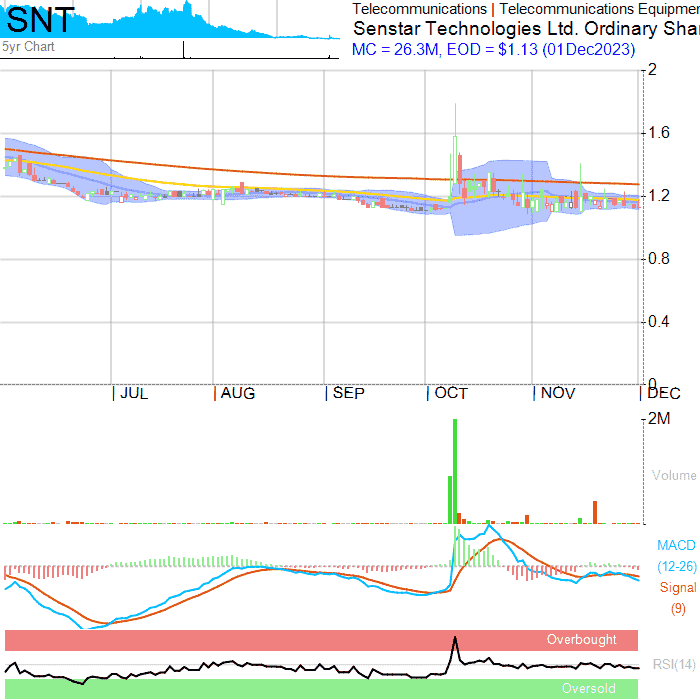 SNT
Telecommunications | Telecommunications Equipmen
Senstar Technologies Ltd. Ordinary Shar
5yr Chart
MC = 26.3M, EOD = $1.13 (01Dec2023)
2
1.6
1.2
0.8
0.4
0
JUL AUG SEP OCT NOV DEC
2M
Volume
MACD
(12-26)
Signal
(9)
Overbought
RSI(14)
Oversold